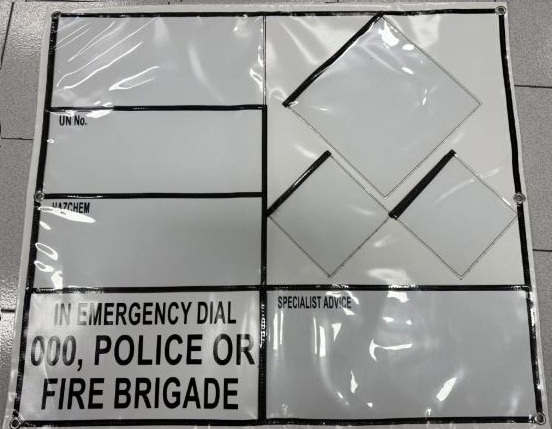 UN No.
HAZCHEM
IN EMERGENCY DIAL
000, POLICE OR
FIRE BRIGADE
SPECIALIST ADVICE